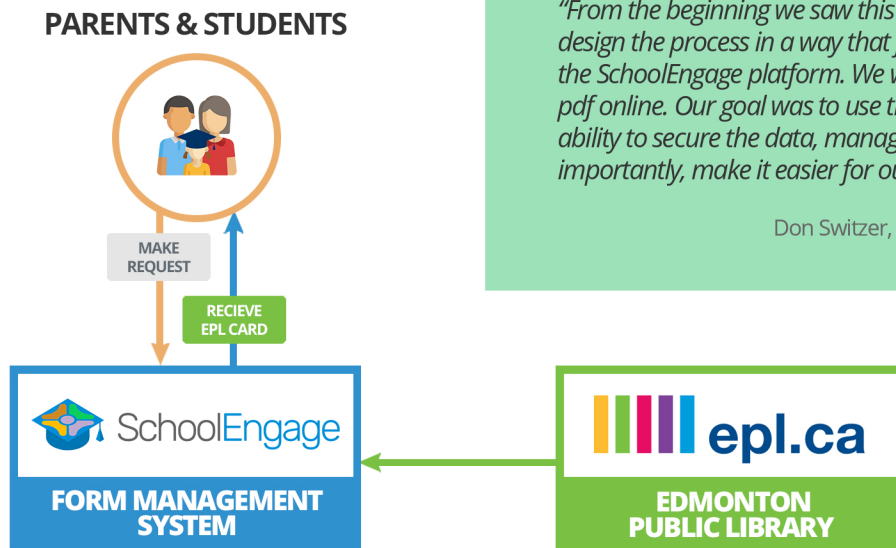 PARENTS & STUDENTS
"From the beginning we saw this
design the process in a way that
the SchoolEngage platform. We
pdf online. Our goal was to use
ability to secure the data,
importantly, make it easier for
Don Switzer,
MAKE
REQUEST
RECIEVE
EPL CARD
SchoolEngage
FORM MANAGEMENT
SYSTEM
epl.ca
EDMONTON
PUBLIC LIBRARY